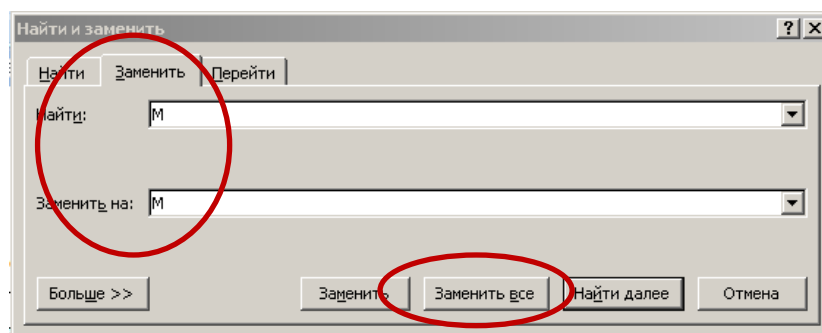 Найти и заменить
Найти Заменить Перейти
Найти: М
Заменить на: М
Больше >> Заменить Заменить все Найти далее Отмена